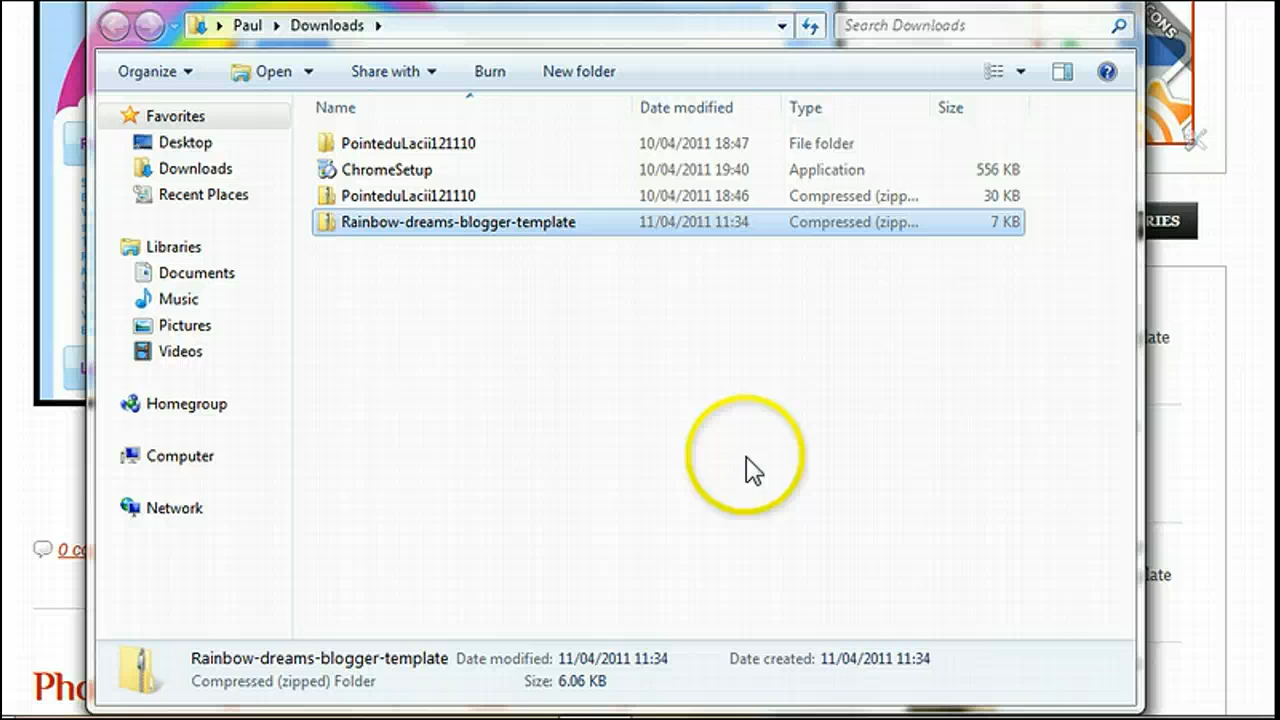 Paul Downloads Search Downloads
Organize Open Share with Burn New folder
Name Date modified Type Size
Favorites
Desktop
Downloads
Recent Places
Libraries
Documents
Music
Pictures
Videos
Homegroup
Computer
Network
PointeduLacii121110 10/04/2011 18:47 File folder
ChromeSetup 10/04/2011 19:40 Application 556 KB
PointeduLacii121110 10/04/2011 18:46 Compressed (zipp... 30 KB
Rainbow-dreams-blogger-template 11/04/2011 11:34 Compressed (zipp... 7 KB
Rainbow-dreams-blogger-template Date modified: 11/04/2011 11:34 Date created: 11/04/2011 11:34
Compressed (zipped) Folder Size: 6.06 KB
CONS
RIES
late
late
0 co
Pho